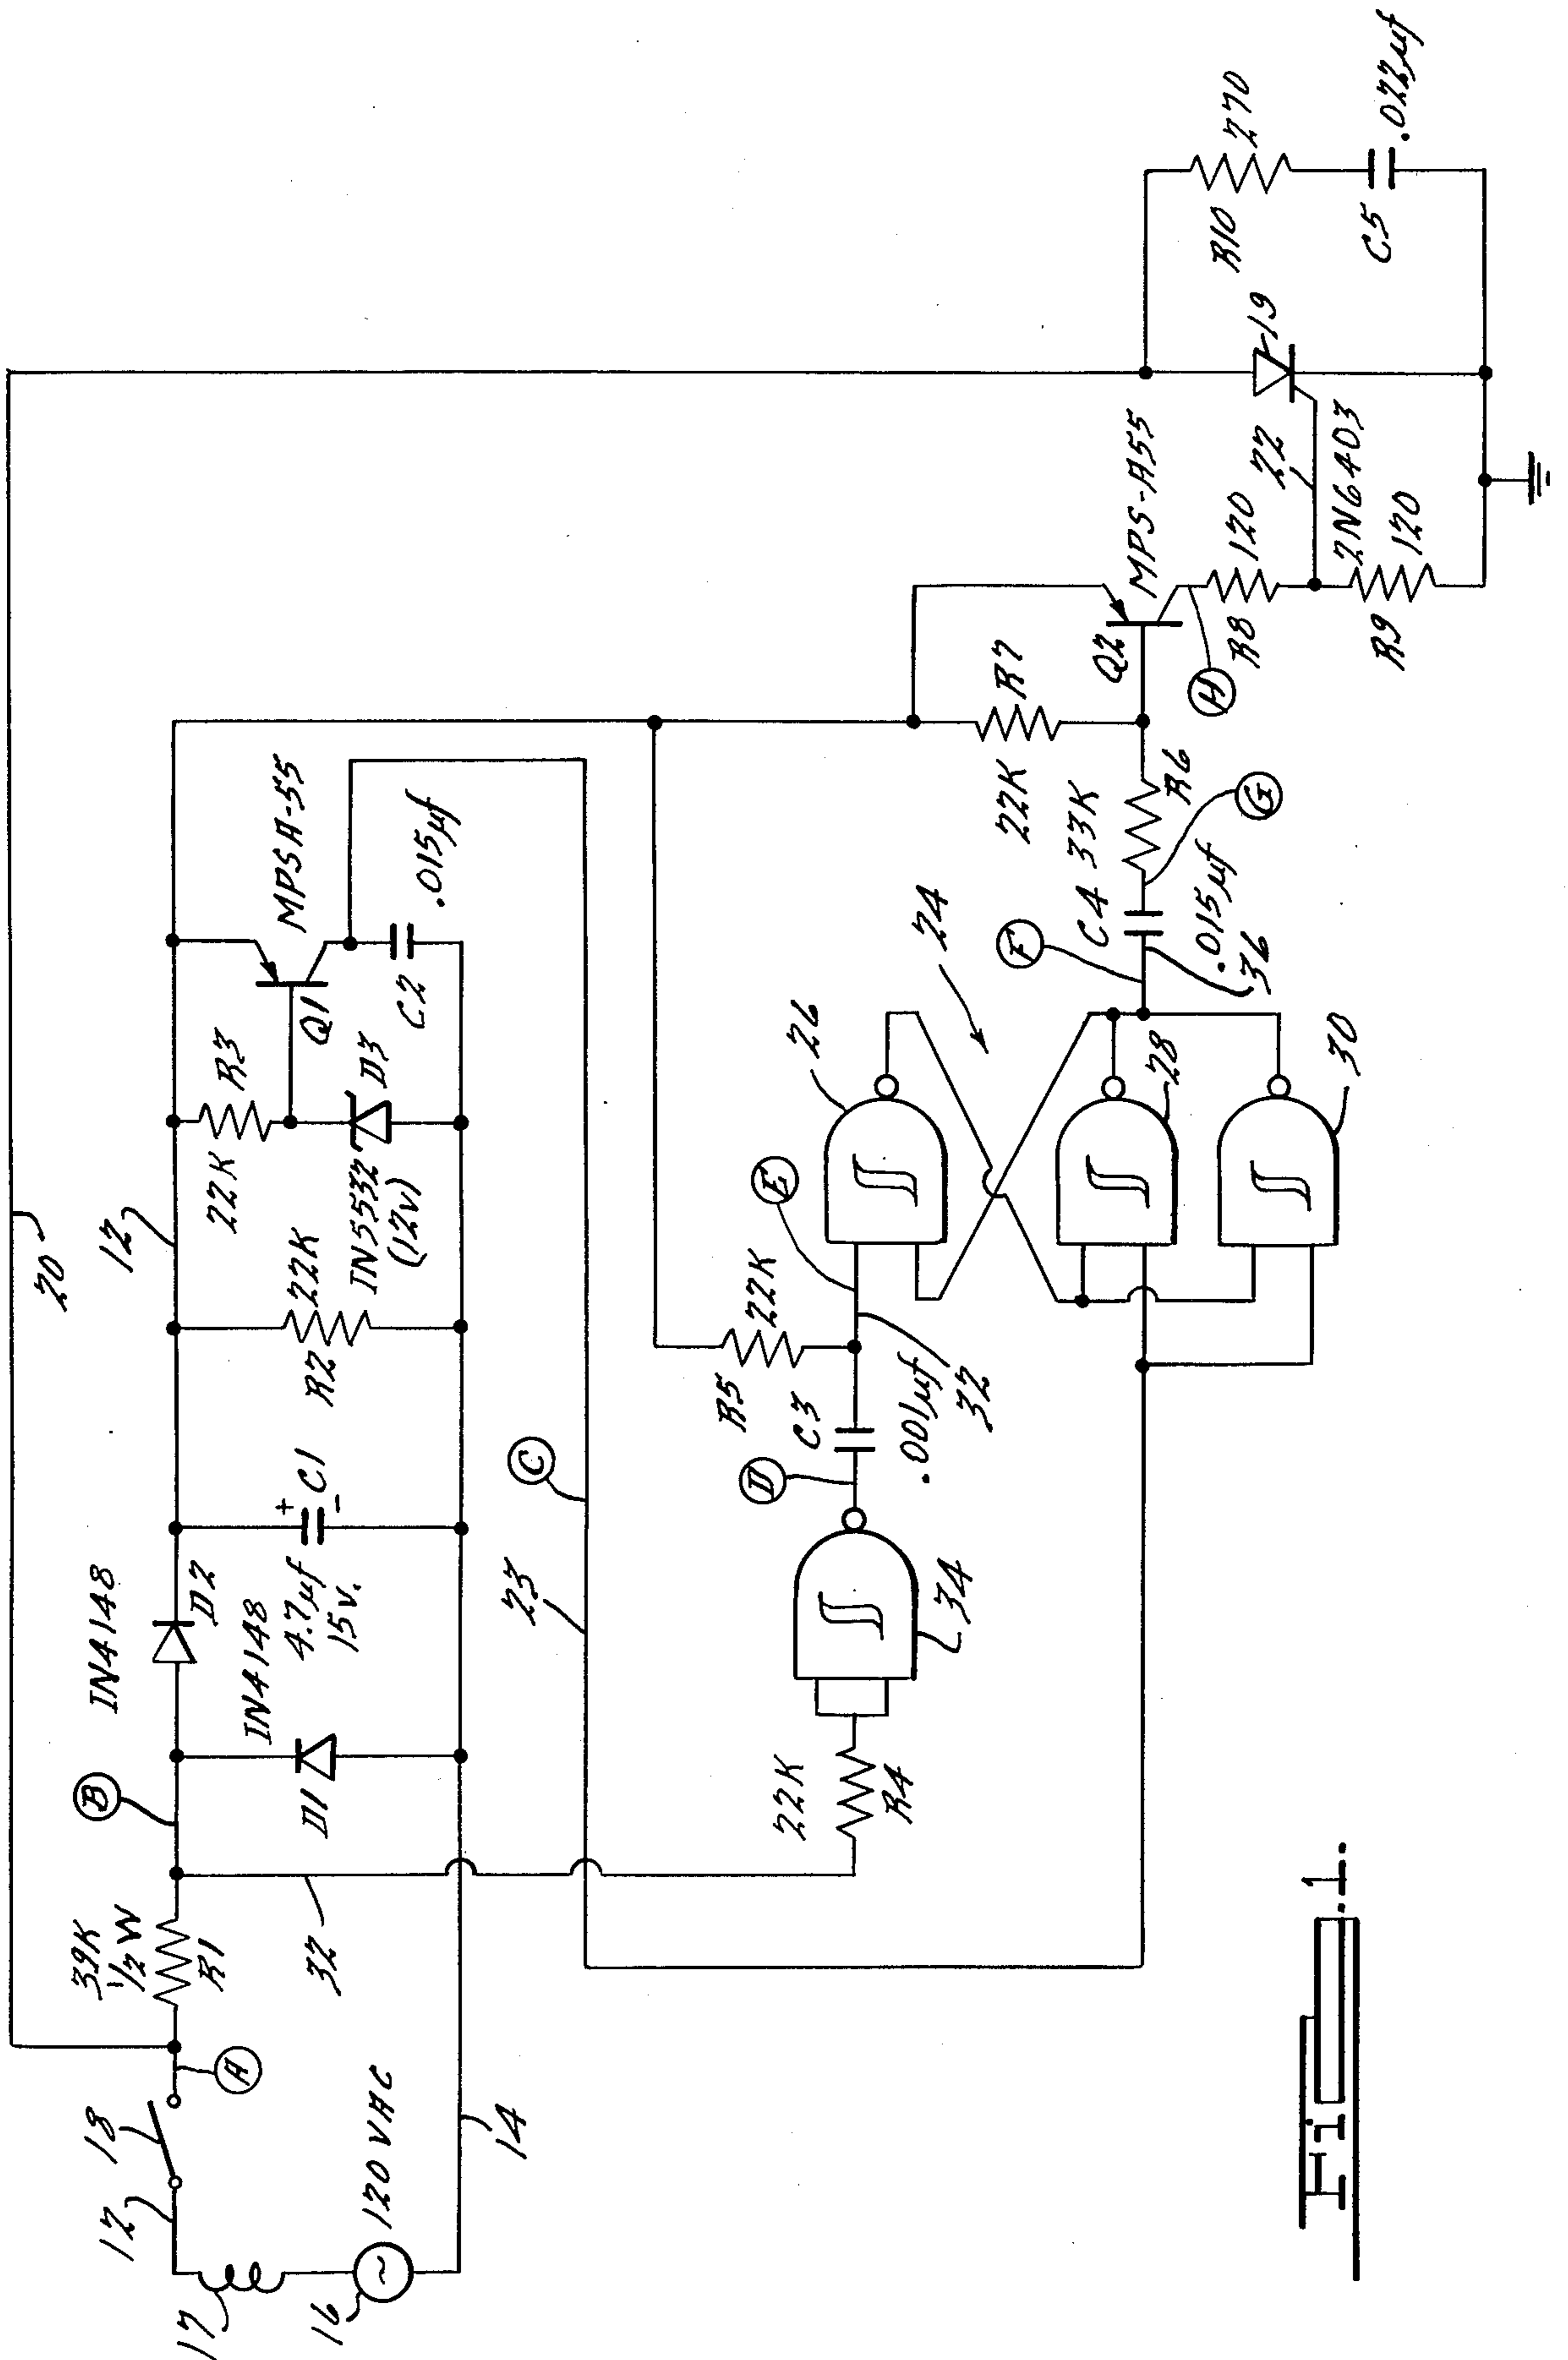 20
12
17
18
12
16
120 VAC
14
A
39K
1/2 W
R1
32
B
IN4148
D2
IN4148
D1
4.7µf
15v.
+
C1
-
R2
22K
22K
R3
IN5532
(12v)
D3
Q1
MPSA-55
C2
.015µf
23
C
22K
R4
34
D
C3
.001µf
32
R5
22K
E
26
24
28
30
F
C4
.015µf
36
33K
R6
G
22K
R7
Q2
MPS-A55
H
R8
120
R9
120
22
2N6403
19
R10
270
C5
.022µf
Fig. 1.